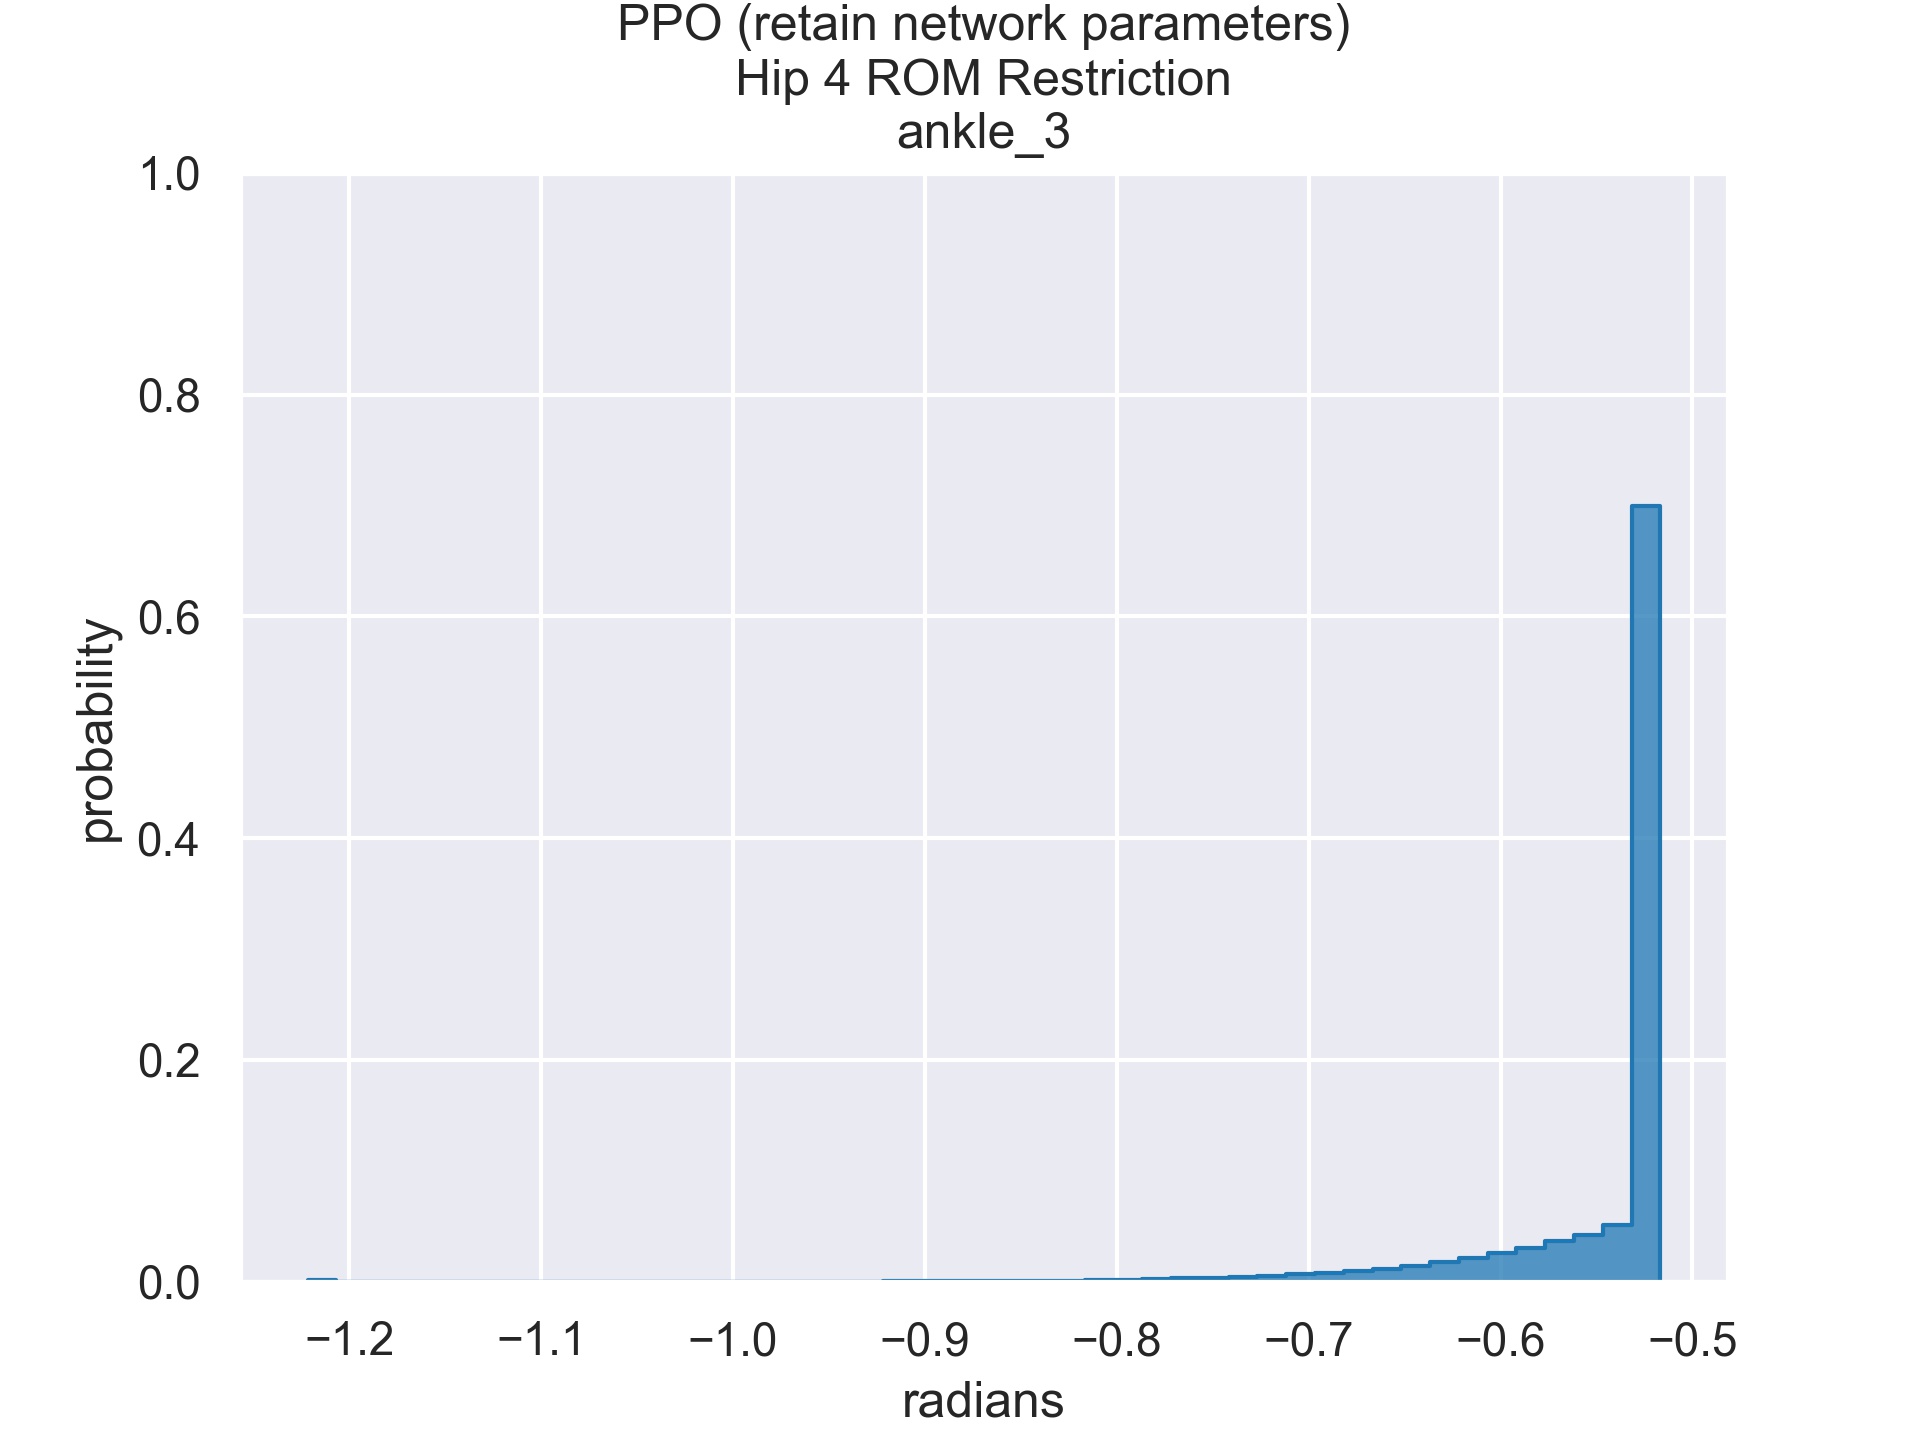 PPO (retain network parameters)
Hip 4 ROM Restriction
ankle_3
1.0
0.8
0.6
0.4
0.2
0.0
probability
−1.2 −1.1 −1.0 −0.9 −0.8 −0.7 −0.6 −0.5
radians